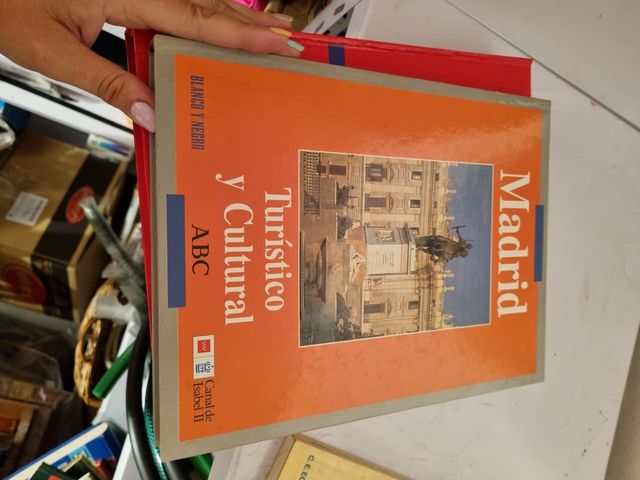 Madrid
Turístico
y Cultural
ABC
BLANCO Y NEGRO
Canal de
Isabel II